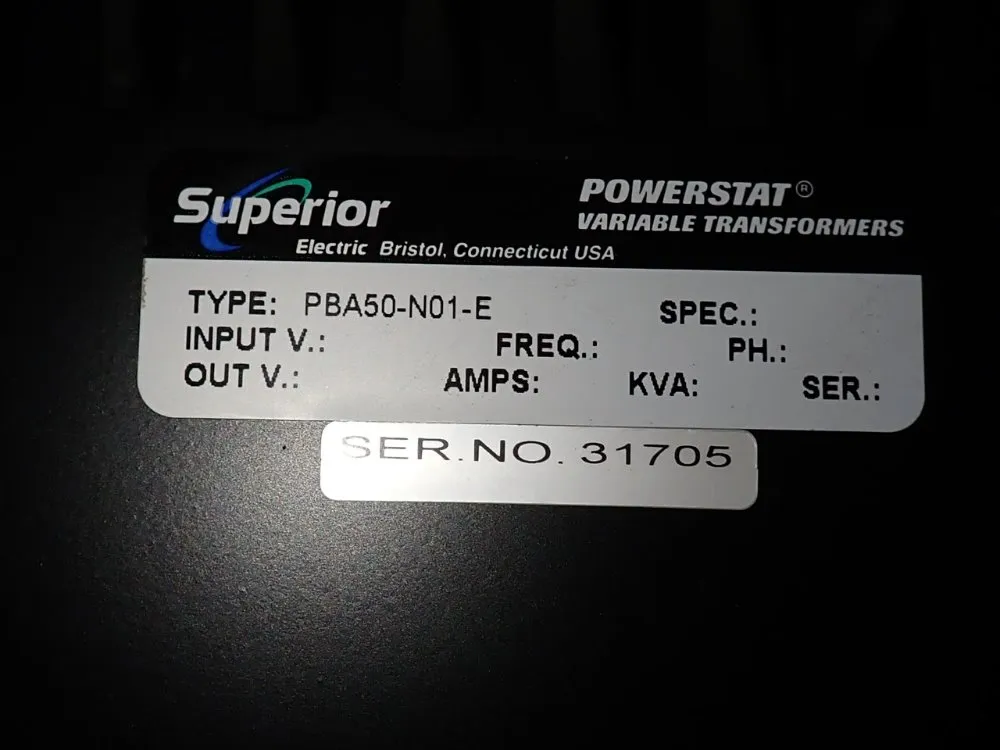 Superior
Electric Bristol, Connecticut USA
POWERSTAT®
VARIABLE TRANSFORMERS
TYPE: PBA50-N01-E SPEC.:
INPUT V.: FREQ.: PH.:
OUT V.: AMPS: KVA: SER.:
SER.NO. 31705